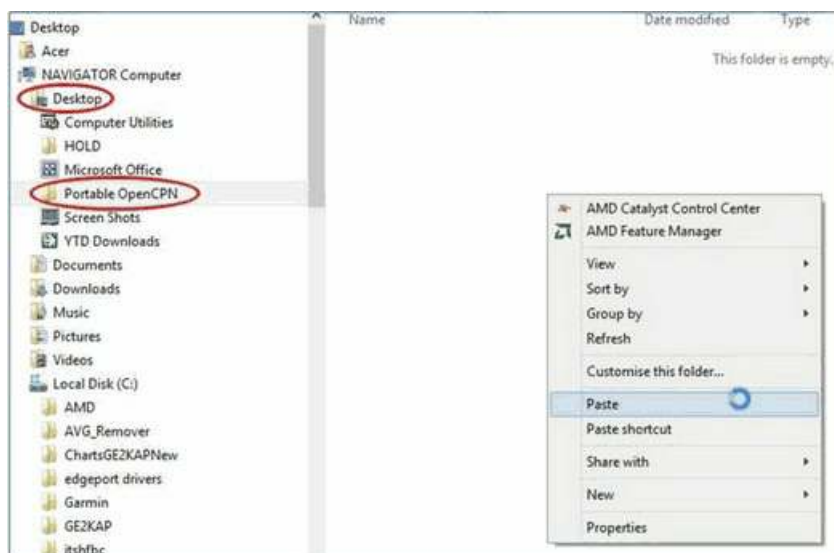 Name
Date modified
Type
This folder is empty.
Desktop
Acer
NAVIGATOR Computer
Desktop
Computer Utilities
HOLD
Microsoft Office
Portable OpenCPN
Screen Shots
YTD Downloads
Documents
Downloads
Music
Pictures
Videos
Local Disk (C:)
AMD
AVG_Remover
ChartsGE2KAPNew
edgeport drivers
Garmin
GE2KAP
itshfbc
AMD Catalyst Control Center
AMD Feature Manager
View
Sort by
Group by
Refresh
Customise this folder...
Paste
Paste shortcut
Share with
New
Properties